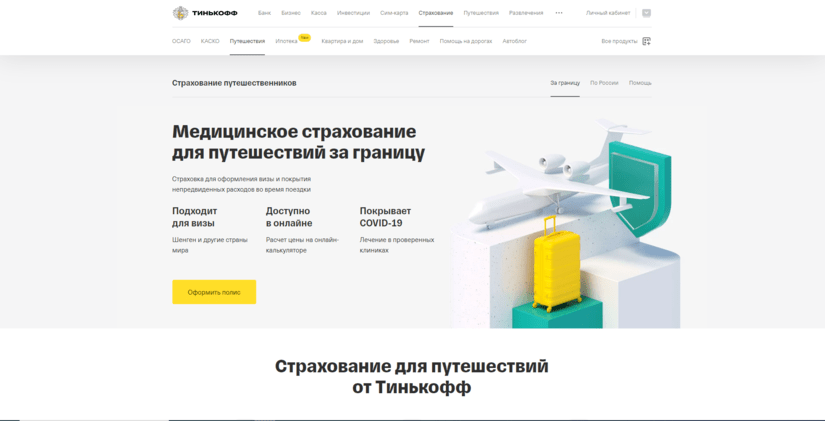 ТИНЬКОФФ Банк Бизнес Касса Инвестиции Сим-карта Страхование Путешествия Развлечения ••• Личный кабинет
ОСАГО КАСКО Путешествия Ипотека Квартира и дом Здоровье Ремонт Помощь на дорогах Автоблог Все продукты
Страхование путешественников За границу По России Помощь
Медицинское страхование
для путешествий за границу
Страховка для оформления визы и покрытия
непредвиденных расходов во время поездки
Подходит Доступно Покрывает
для визы в онлайне COVID-19
Шенген и другие страны Расчет цены на онлайн- Лечение в проверенных
мира калькуляторе клиниках
Оформить полис
Страхование для путешествий
от Тинькофф